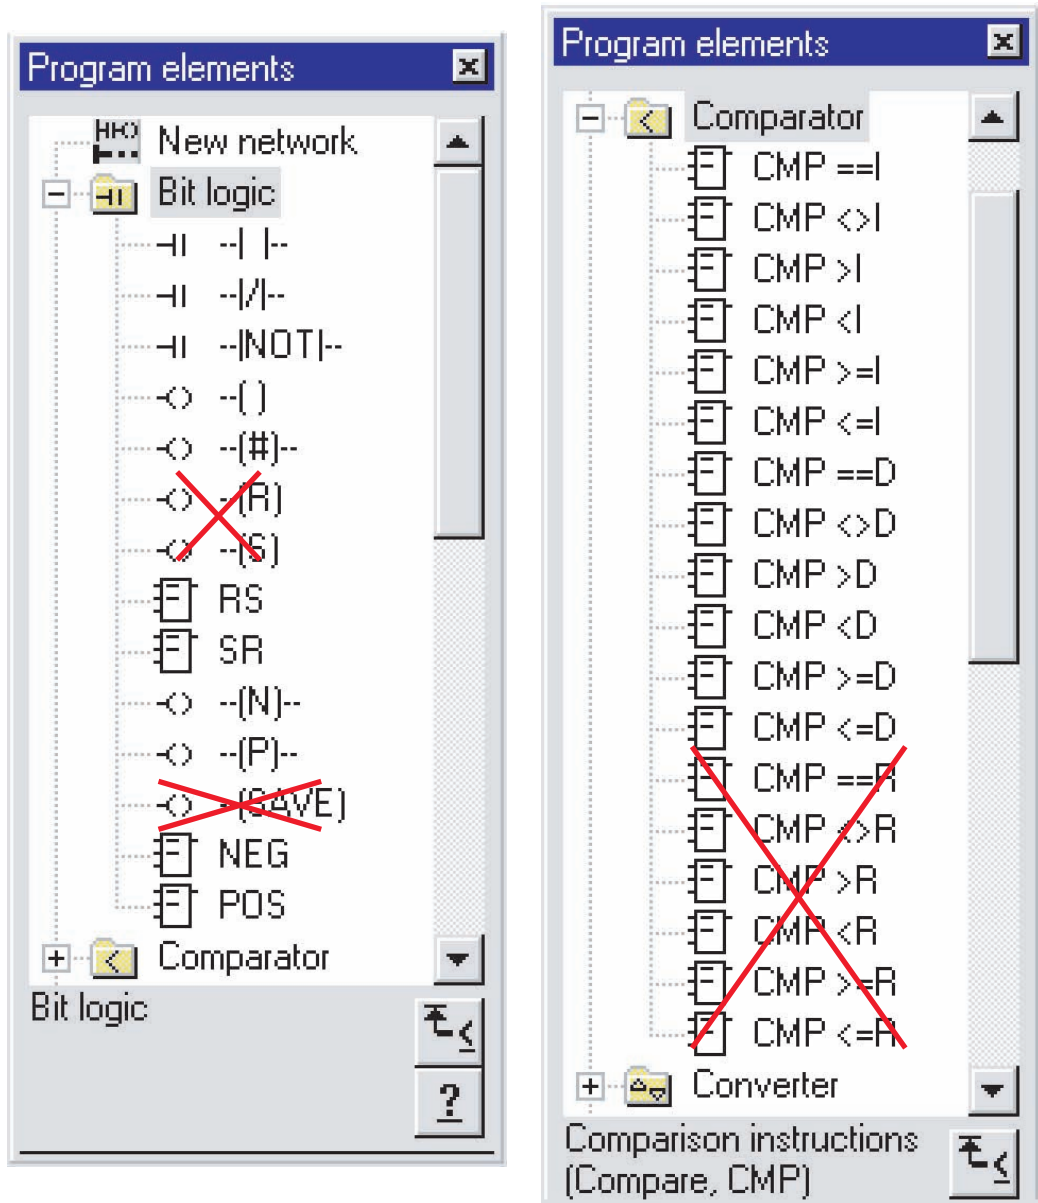 Program elements
New network
Bit logic
--| |--
--|/|--
--|NOT|--
--( )
--(#)--
--(R)
--(S)
RS
SR
--(N)--
--(P)--
--(SAVE)
NEG
POS
Comparator
Bit logic
?
Program elements
Comparator
CMP ==I
CMP <>I
CMP >I
CMP <I
CMP >=I
CMP <=I
CMP ==D
CMP <>D
CMP >D
CMP <D
CMP >=D
CMP <=D
CMP ==R
CMP <>R
CMP >R
CMP <R
CMP >=R
CMP <=R
Converter
Comparison instructions
(Compare, CMP)